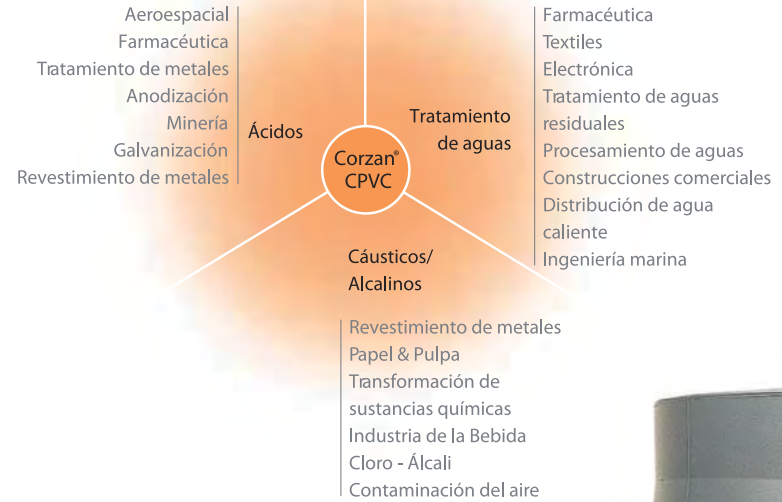 Aeroespacial
Farmacéutica
Tratamiento de metales
Anodización
Minería
Galvanización
Revestimiento de metales
Ácidos
Corzan®
CPVC
Tratamiento
de aguas
Farmacéutica
Textiles
Electrónica
Tratamiento de aguas
residuales
Procesamiento de aguas
Construcciones comerciales
Distribución de agua
caliente
Ingeniería marina
Cáusticos/
Alcalinos
Revestimiento de metales
Papel & Pulpa
Transformación de
sustancias químicas
Industria de la Bebida
Cloro - Álcali
Contaminación del aire